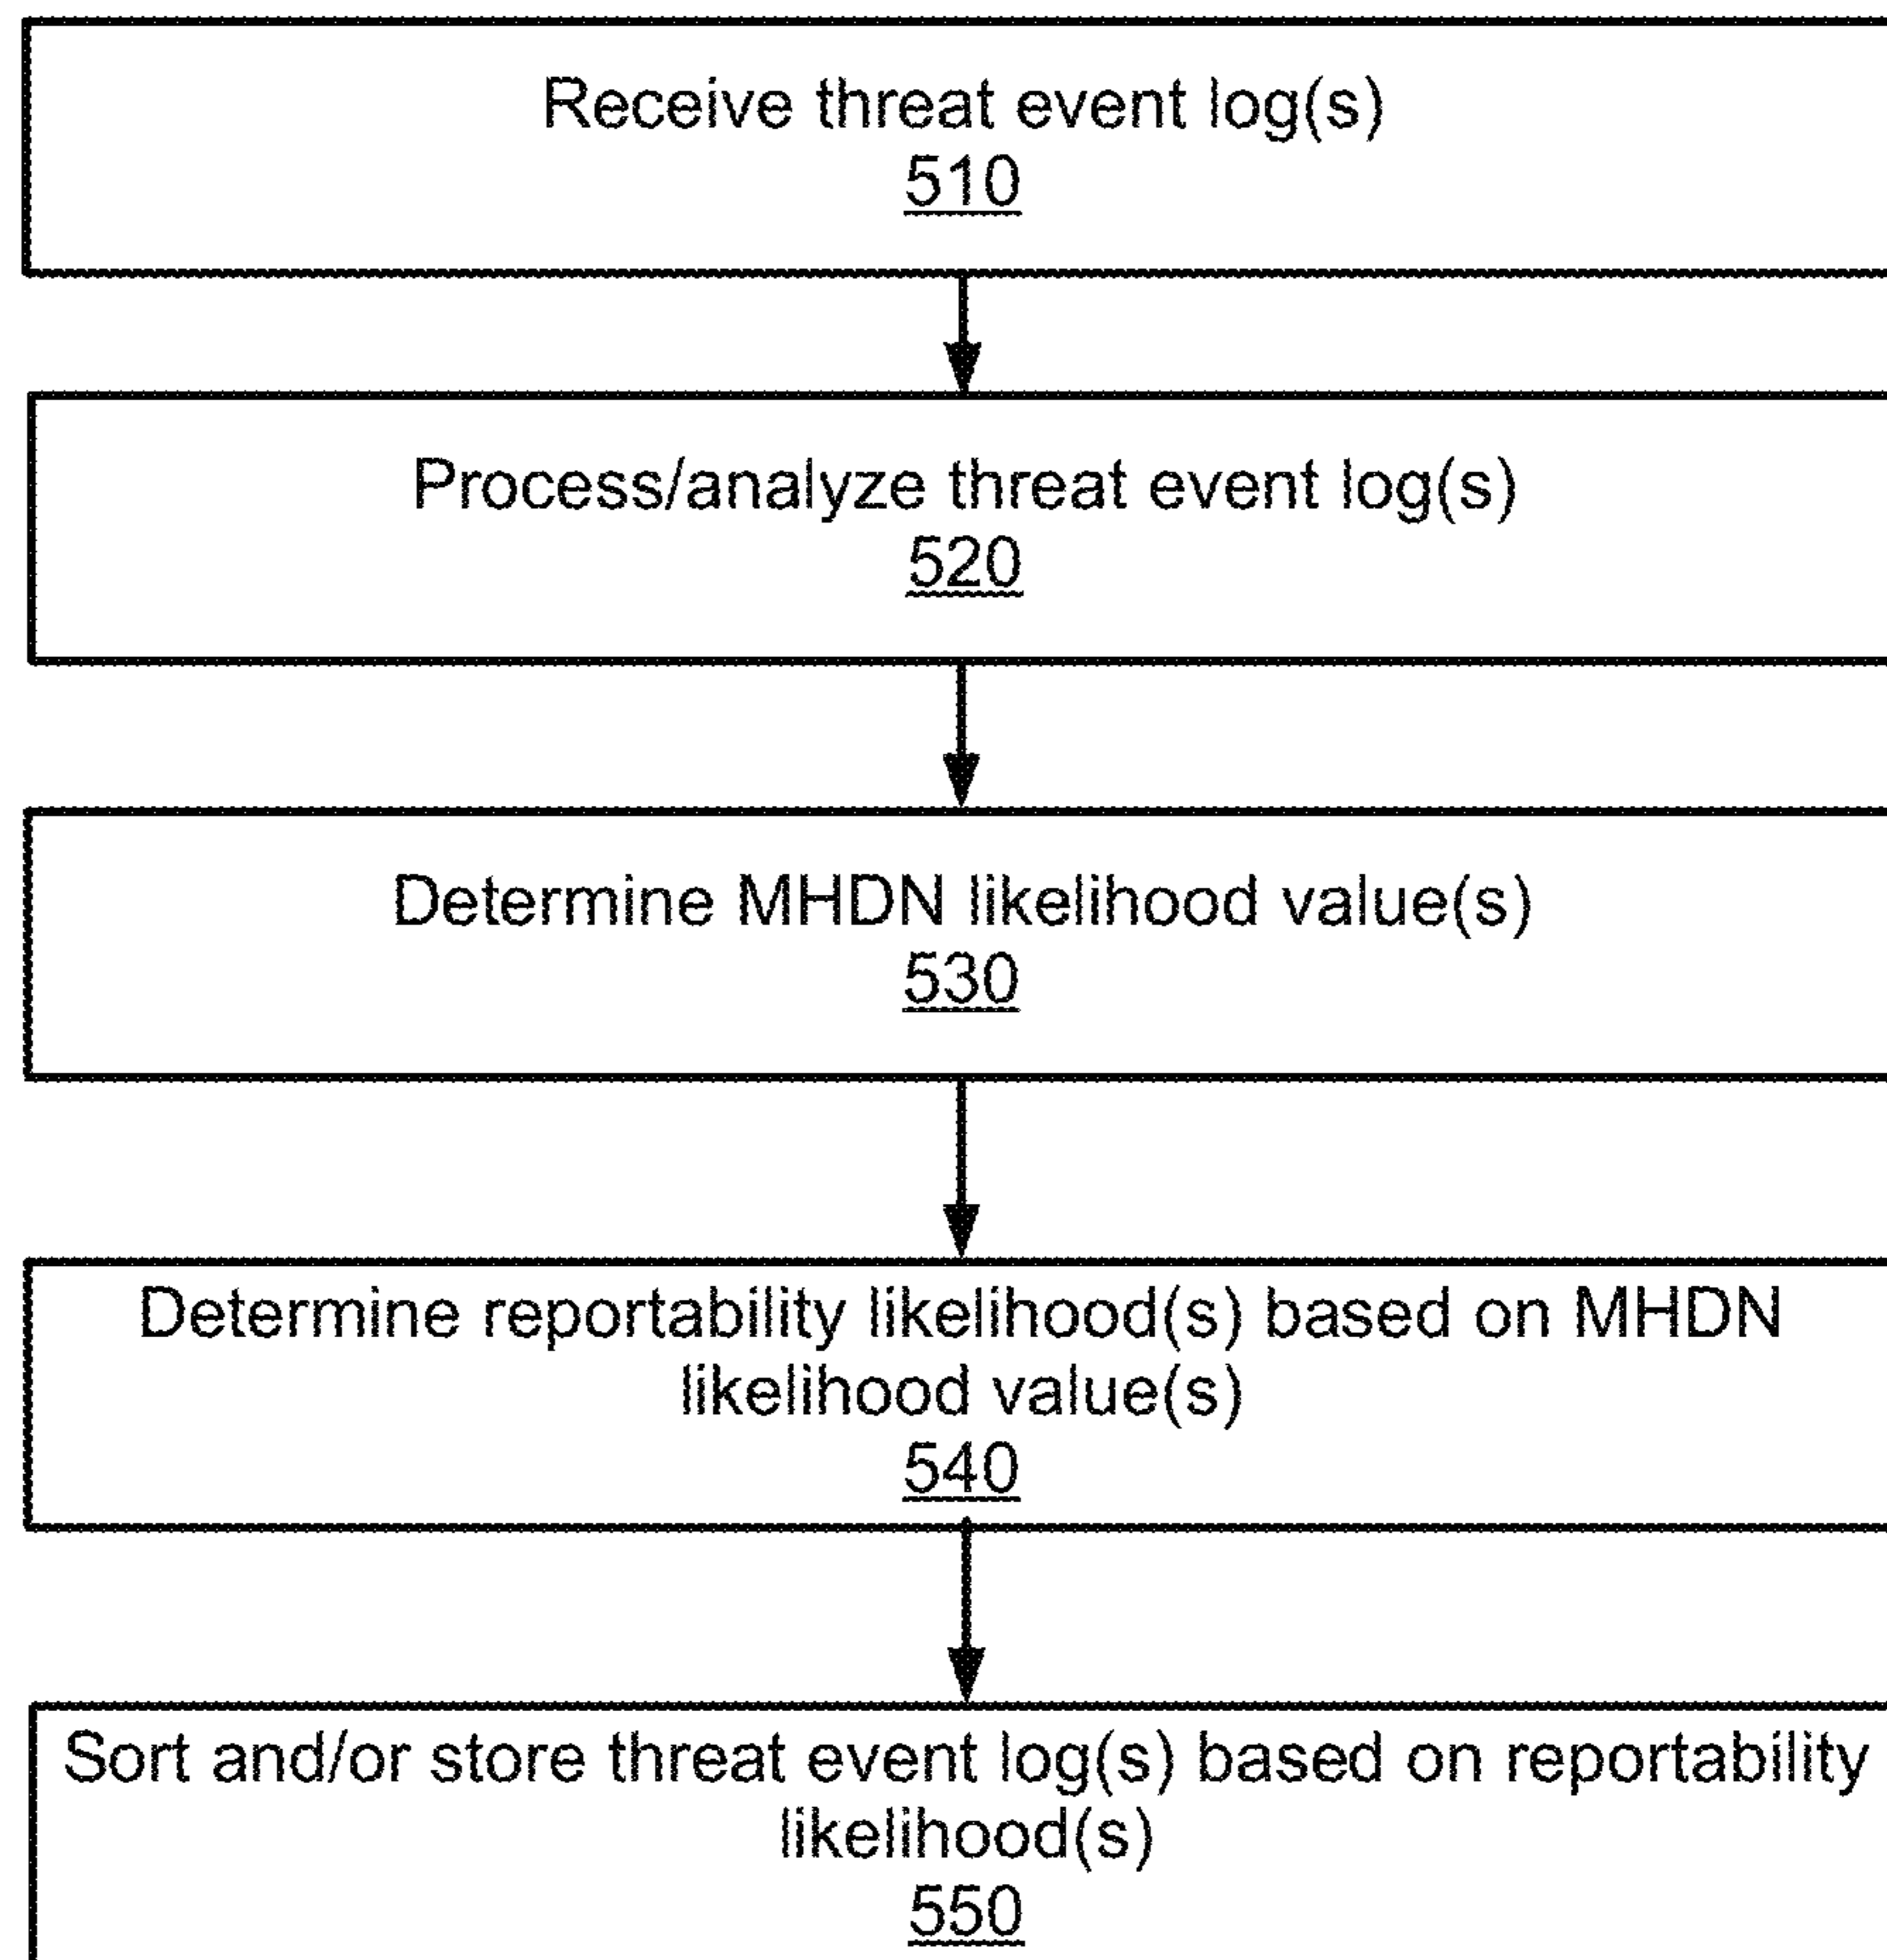 Receive threat event log(s)
510
Process/analyze threat event log(s)
520
Determine MHDN likelihood value(s)
530
Determine reportability likelihood(s) based on MHDN
likelihood value(s)
540
Sort and/or store threat event log(s) based on reportability
likelihood(s)
550